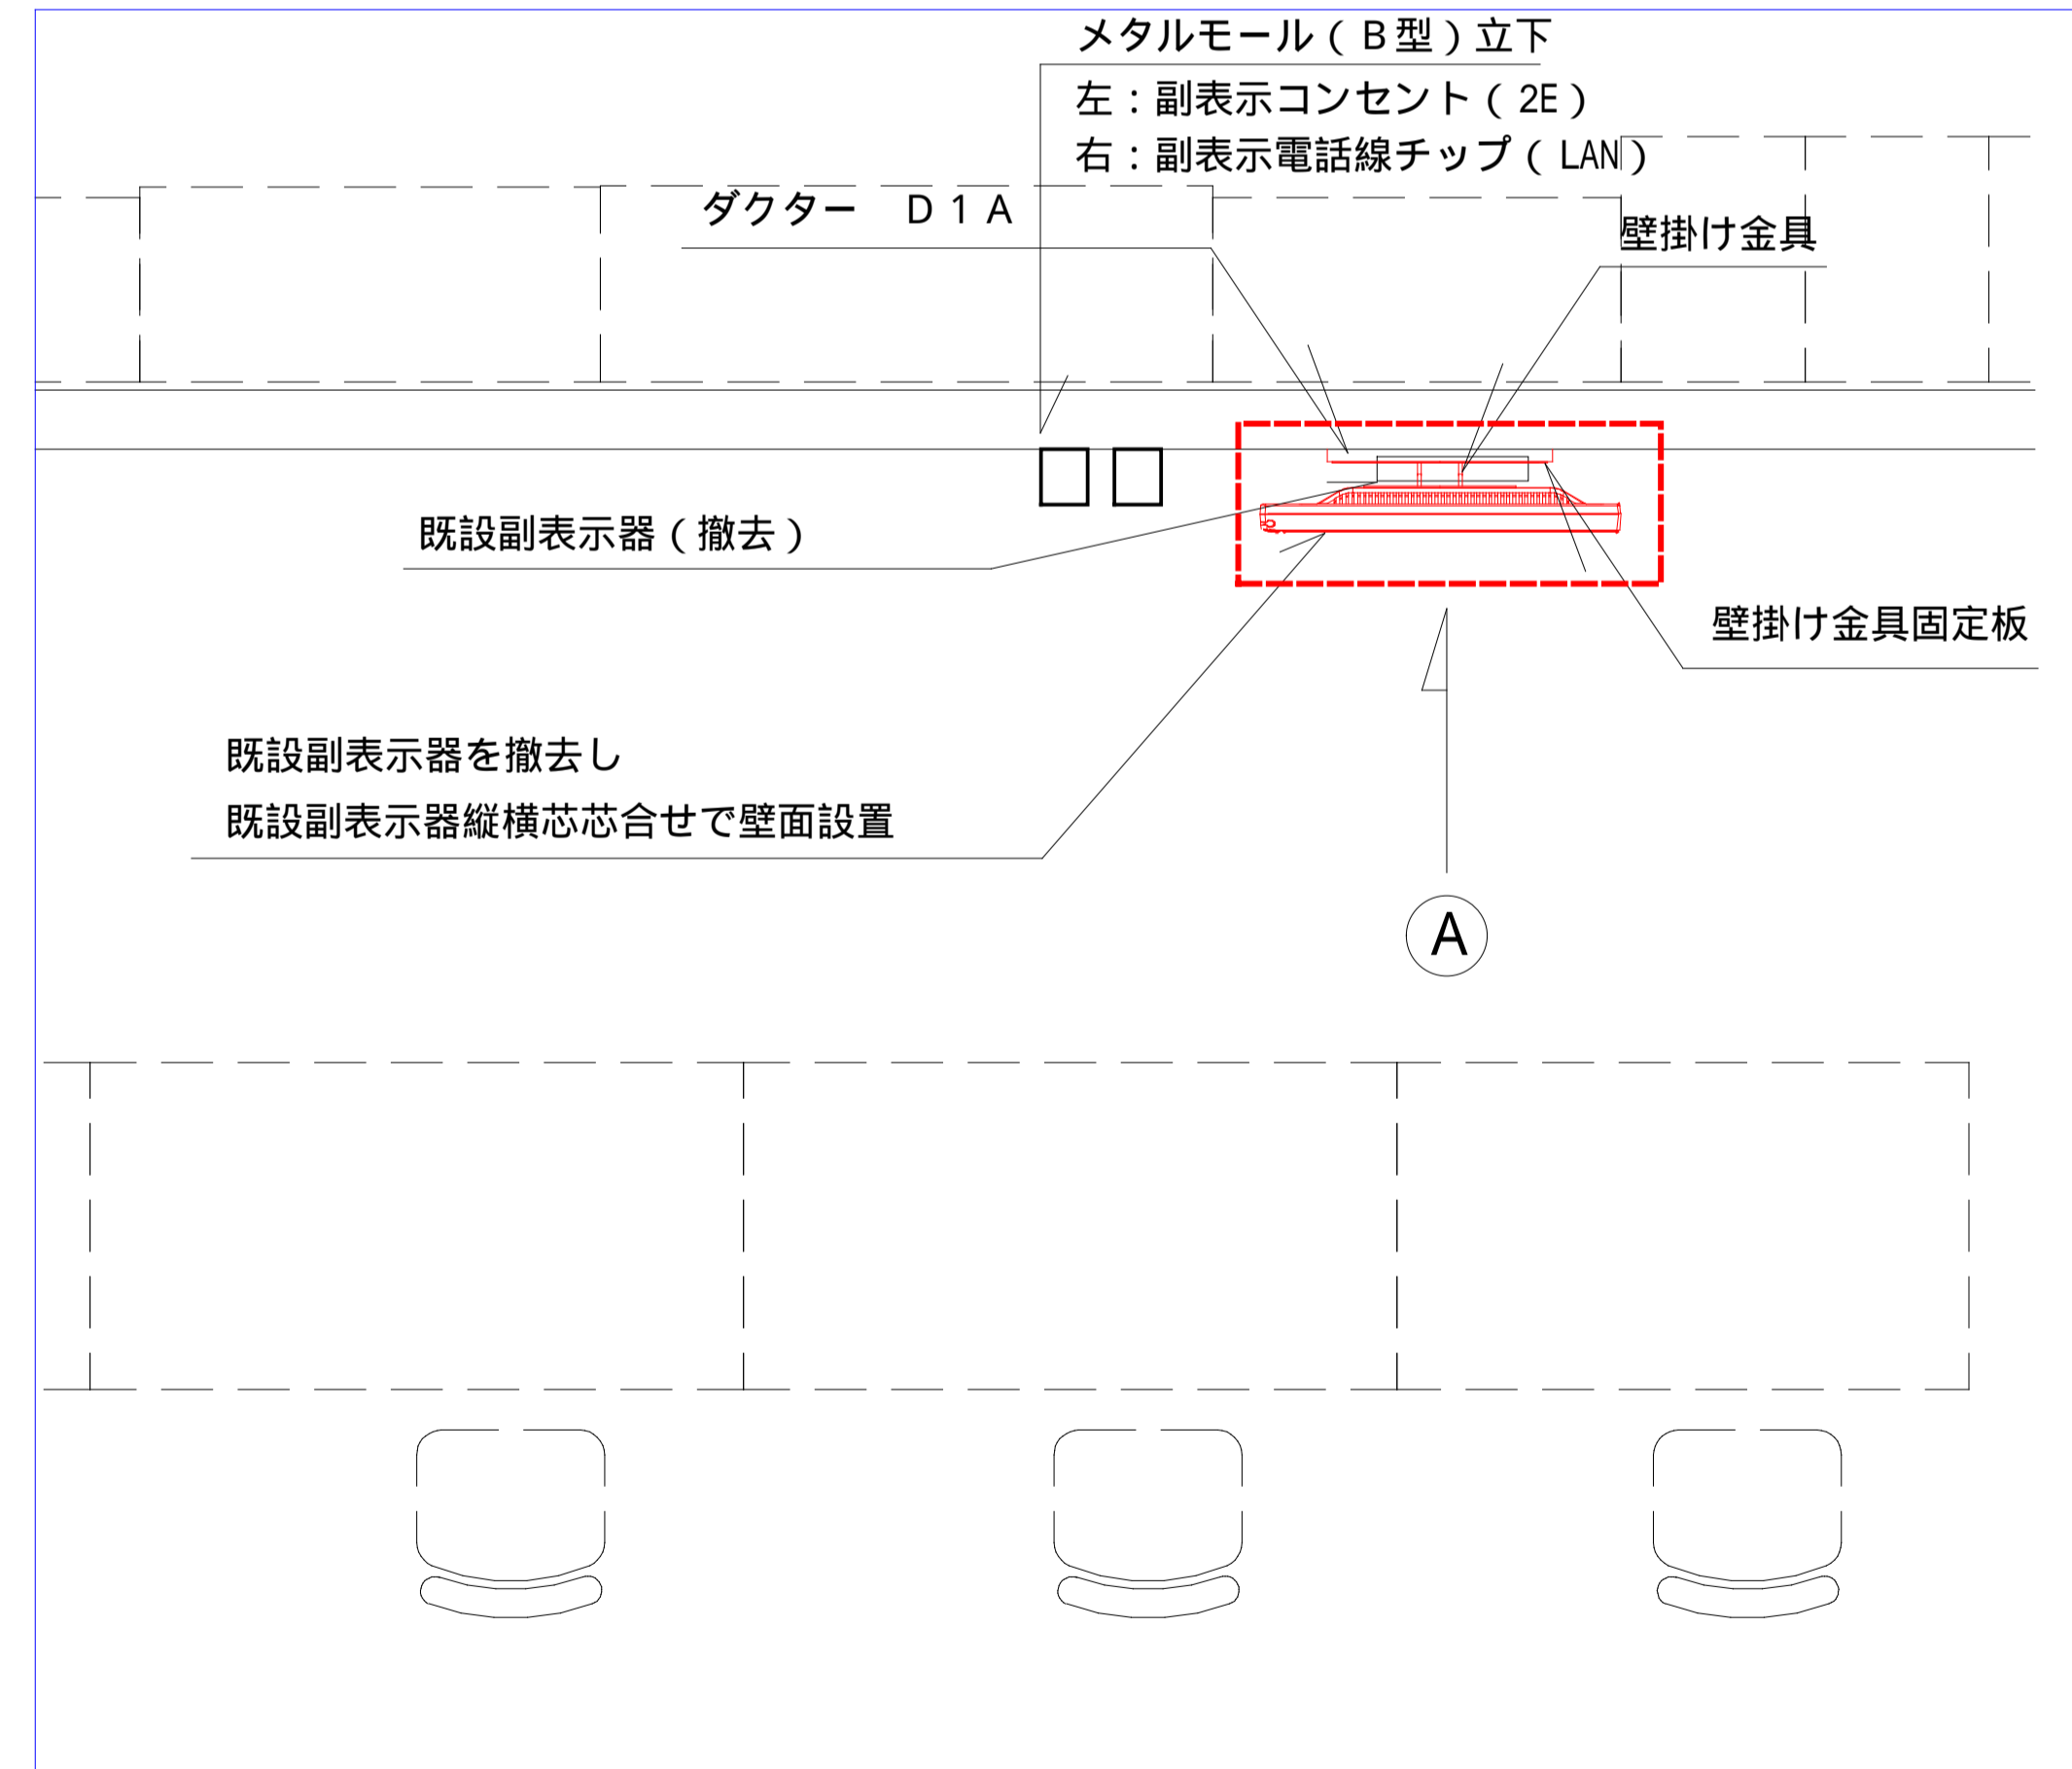 メタルモール(B型)立下
左:副表示コンセント(2E)
右:副表示電話線チップ(LAN)
ダクター　D1A
壁掛け金具
既設副表示器(撤去)
壁掛け金具固定板
既設副表示器を撤去し
既設副表示器縦横芯芯合せて壁面設置
A